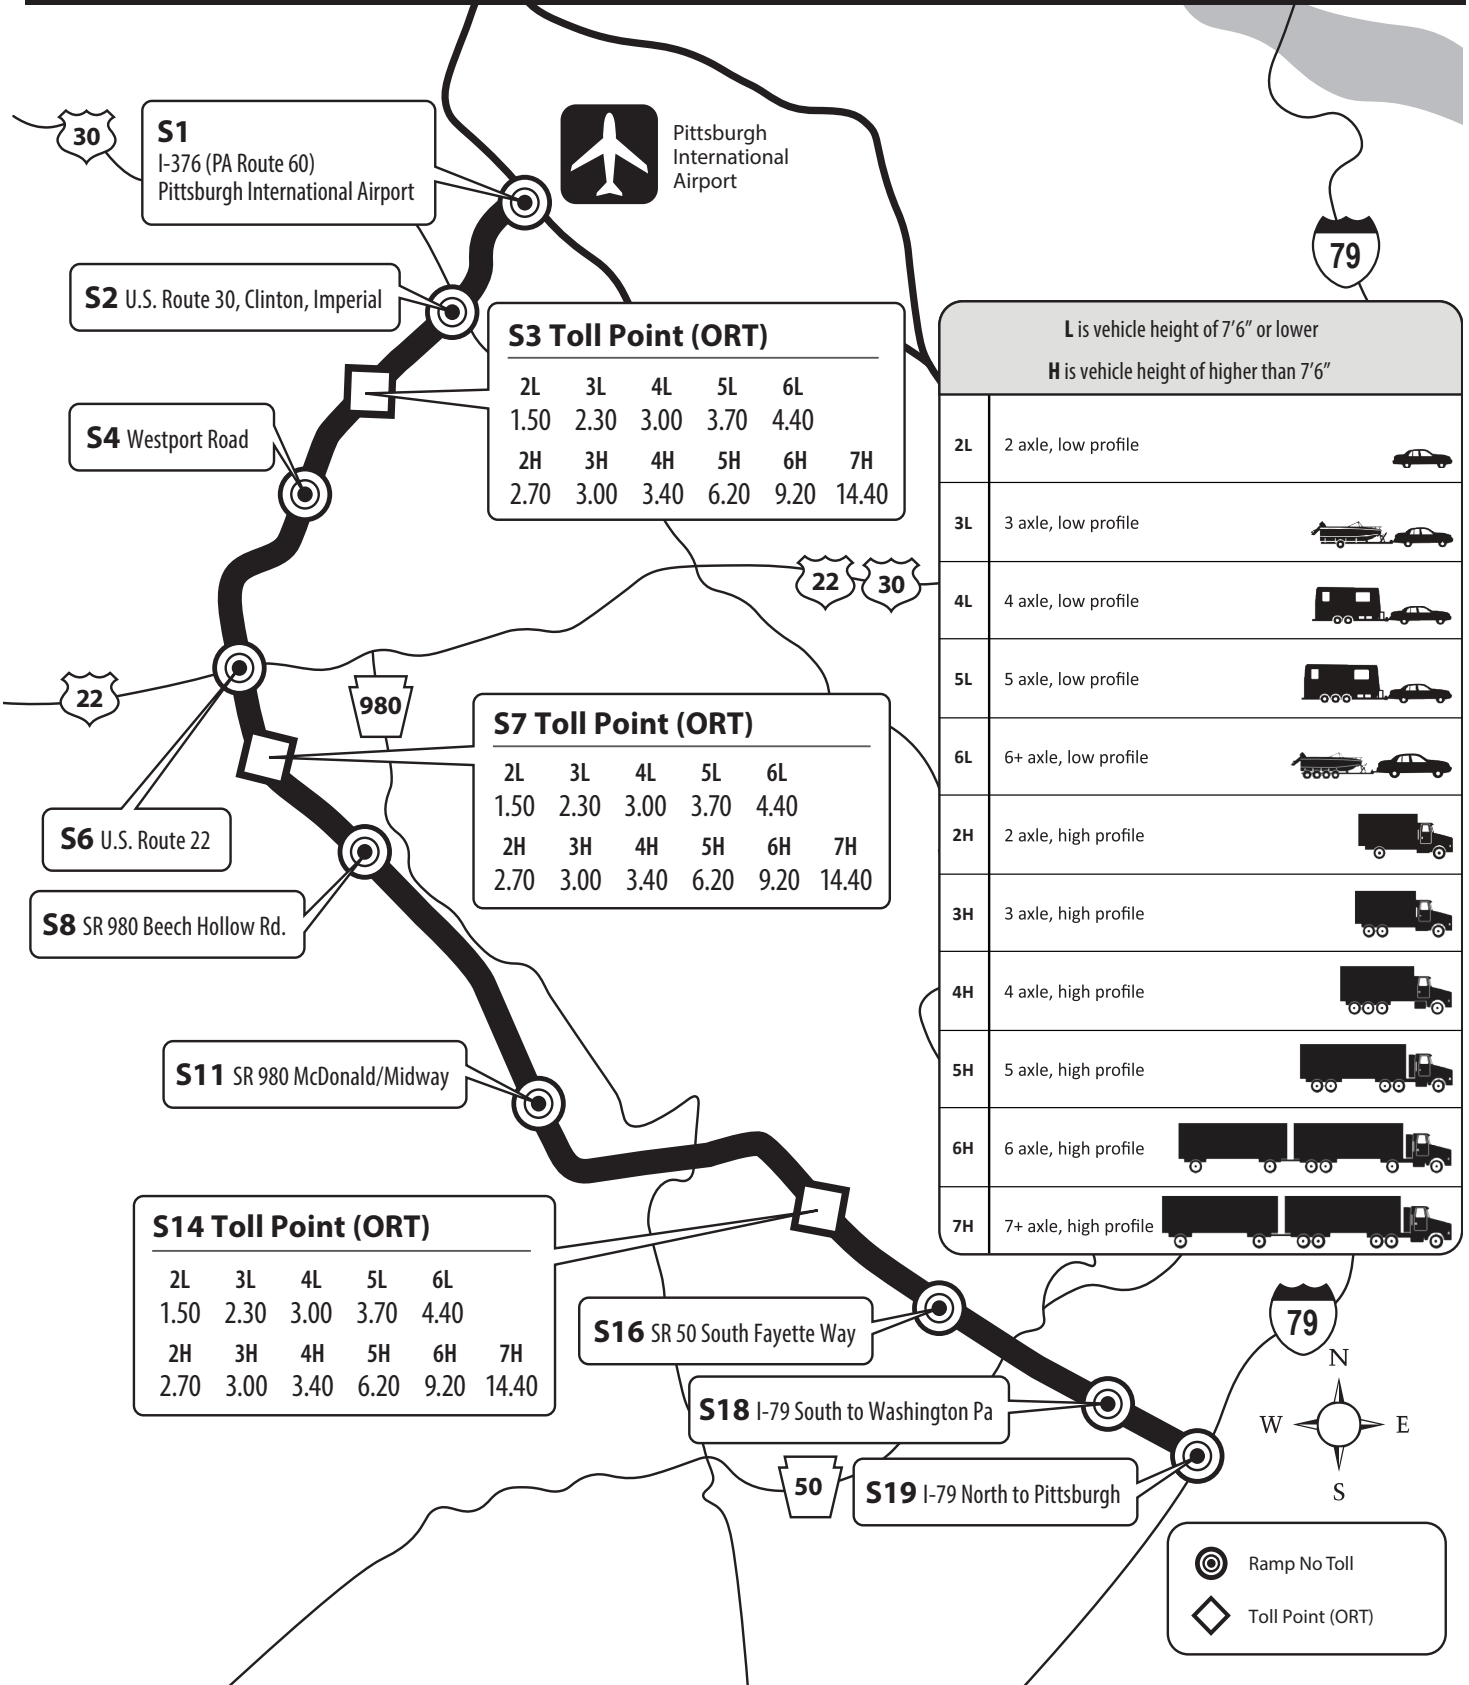 30
S1
I-376 (PA Route 60)
Pittsburgh International Airport
Pittsburgh
International
Airport
79
S2 U.S. Route 30, Clinton, Imperial
S3 Toll Point (ORT)
2L 3L 4L 5L 6L
1.50 2.30 3.00 3.70 4.40
2H 3H 4H 5H 6H 7H
2.70 3.00 3.40 6.20 9.20 14.40
S4 Westport Road
22 30
22
980
S7 Toll Point (ORT)
2L 3L 4L 5L 6L
1.50 2.30 3.00 3.70 4.40
2H 3H 4H 5H 6H 7H
2.70 3.00 3.40 6.20 9.20 14.40
S6 U.S. Route 22
S8 SR 980 Beech Hollow Rd.
S11 SR 980 McDonald/Midway
S14 Toll Point (ORT)
2L 3L 4L 5L 6L
1.50 2.30 3.00 3.70 4.40
2H 3H 4H 5H 6H 7H
2.70 3.00 3.40 6.20 9.20 14.40
S16 SR 50 South Fayette Way
S18 I-79 South to Washington Pa
50
S19 I-79 North to Pittsburgh
L is vehicle height of 7'6” or lower
H is vehicle height of higher than 7'6”
2L 2 axle, low profile
3L 3 axle, low profile
4L 4 axle, low profile
5L 5 axle, low profile
6L 6+ axle, low profile
2H 2 axle, high profile
3H 3 axle, high profile
4H 4 axle, high profile
5H 5 axle, high profile
6H 6 axle, high profile
7H 7+ axle, high profile
79
N
W E
S
Ramp No Toll
Toll Point (ORT)